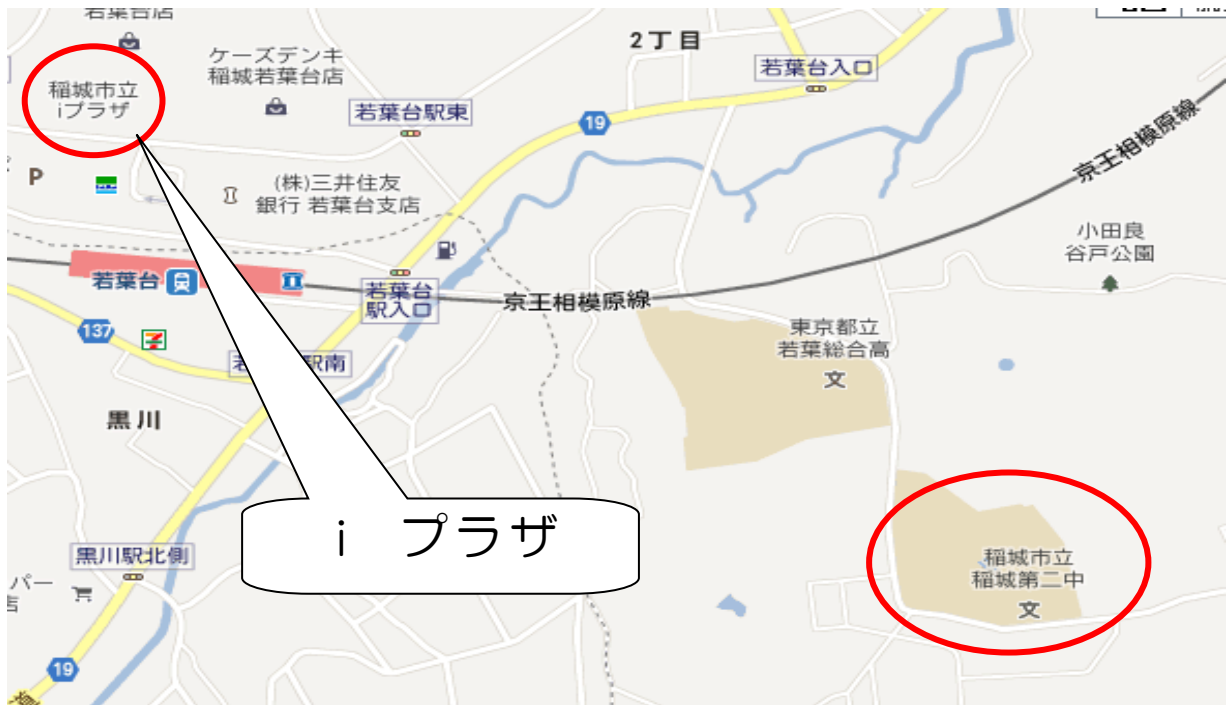 若葉台店
ケーズデンキ
稲城若葉台店
2丁目
若葉台入口
稲城市立
iプラザ
若葉台駅東
19
京王相模原線
P
(株)三井住友
銀行 若葉台支店
小田良
谷戸公園
若葉台
若葉台
駅入口
京王相模原線
137
東京都立
若葉総合高
文
駅南
黒川
i プラザ
黒川駅北側
稲城市立
稲城第二中
文
パー
店
19